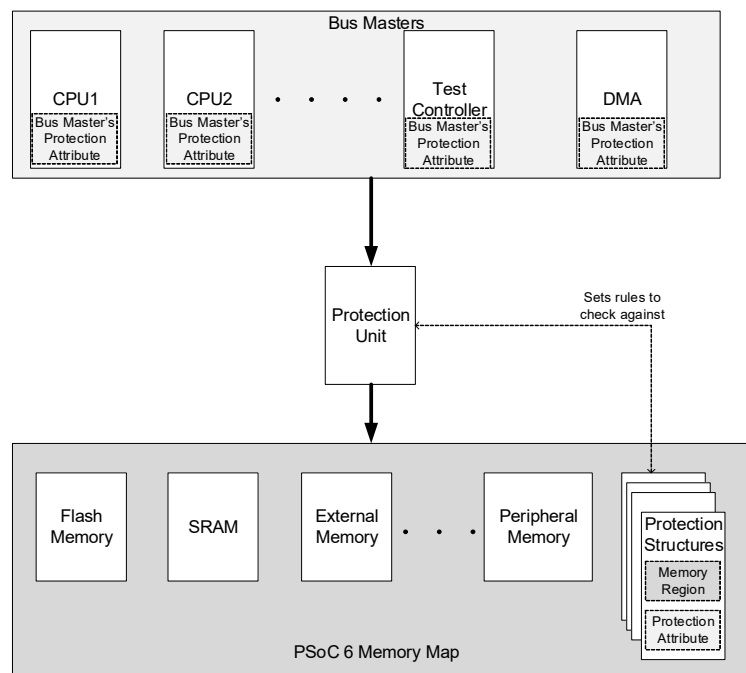 Bus Masters
CPU1
Bus Master's
Protection
Attribute
CPU2
Bus Master's
Protection
Attribute
Test
Controller
Bus Master's
Protection
Attribute
DMA
Bus Master's
Protection
Attribute
Protection
Unit
Sets rules to
check against
Flash
Memory
SRAM
External
Memory
Peripheral
Memory
Protection
Structures
Memory
Region
Protection
Attribute
PSoC 6 Memory Map